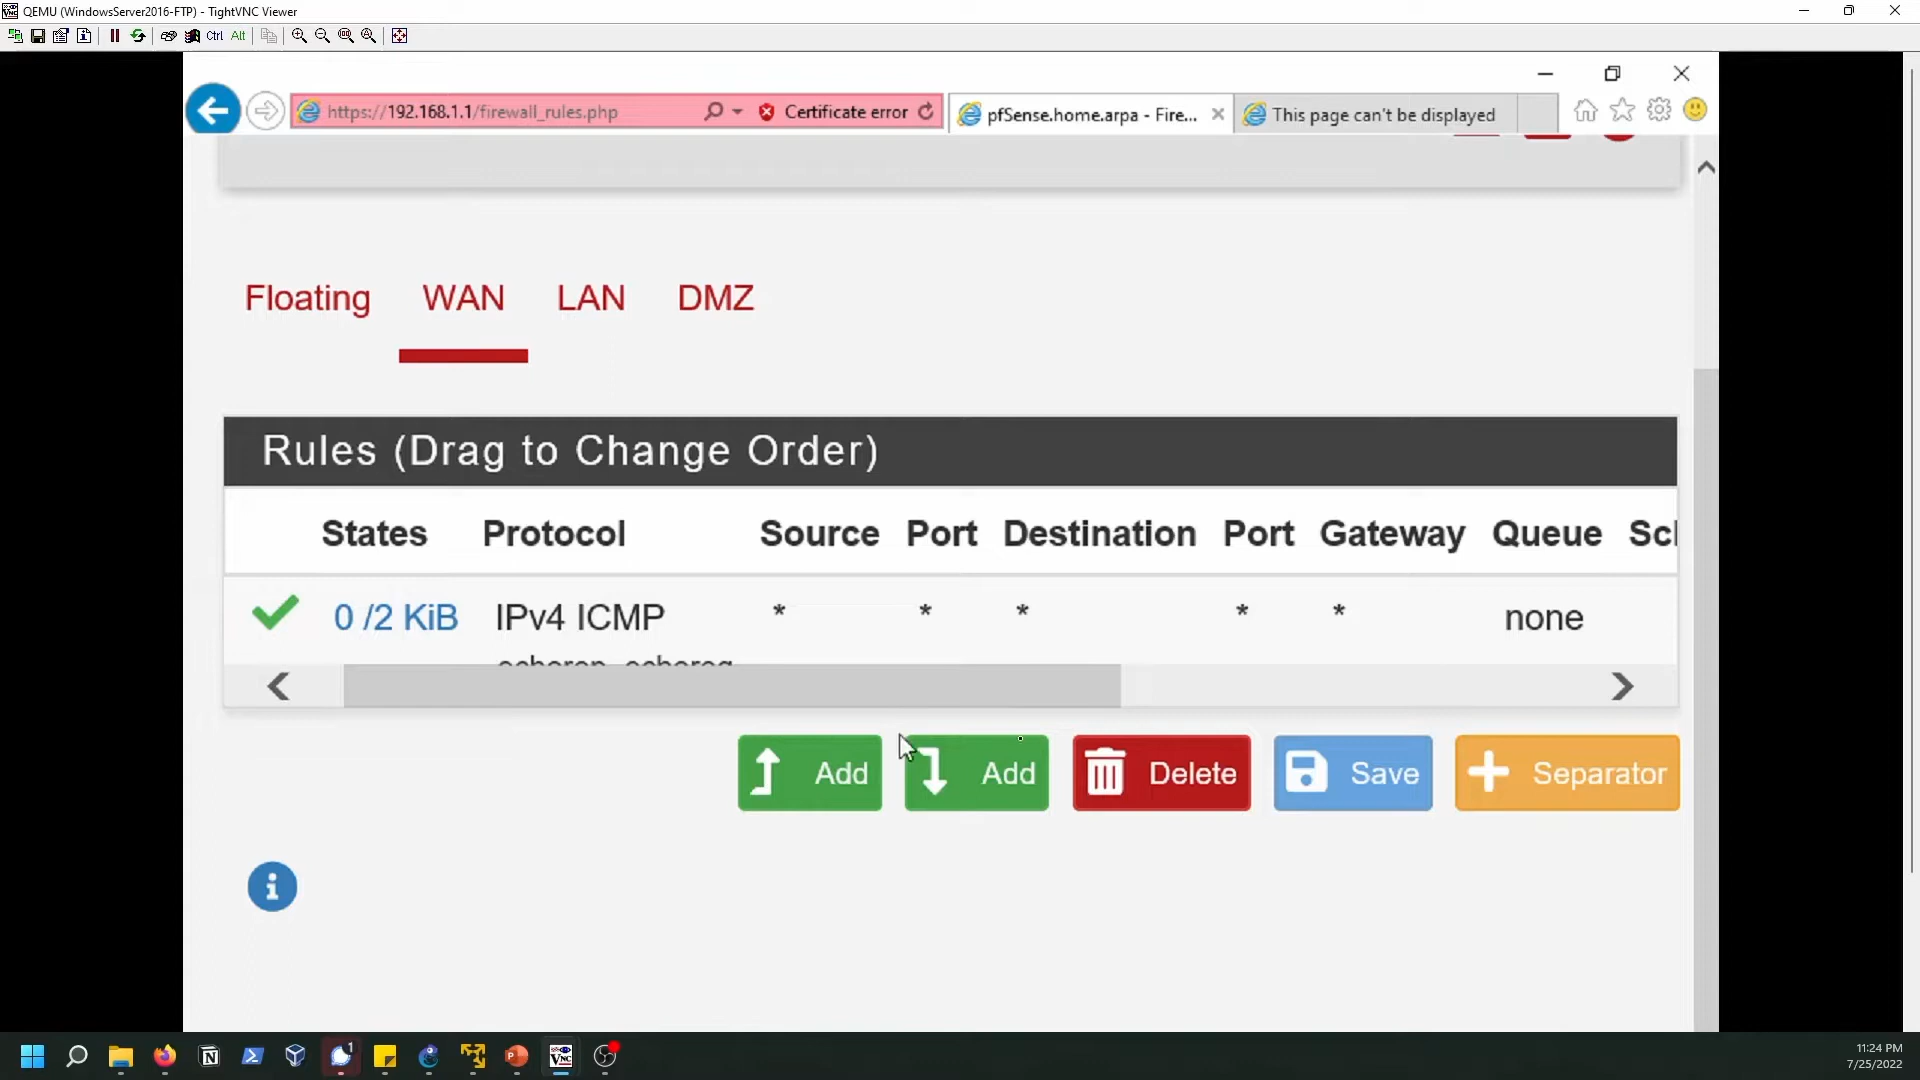 QEMU (WindowsServer2016-FTP) - TightVNC Viewer
Ctrl Alt
https://192.168.1.1/firewall_rules.php
Certificate error
pfSense.home.arpa - Fire...
This page can't be displayed
Floating WAN LAN DMZ
Rules (Drag to Change Order)
States Protocol Source Port Destination Port Gateway Queue Scl
0 /2 KiB IPv4 ICMP * * * * * none
Add Add Delete Save Separator
11:24 PM
7/25/2022